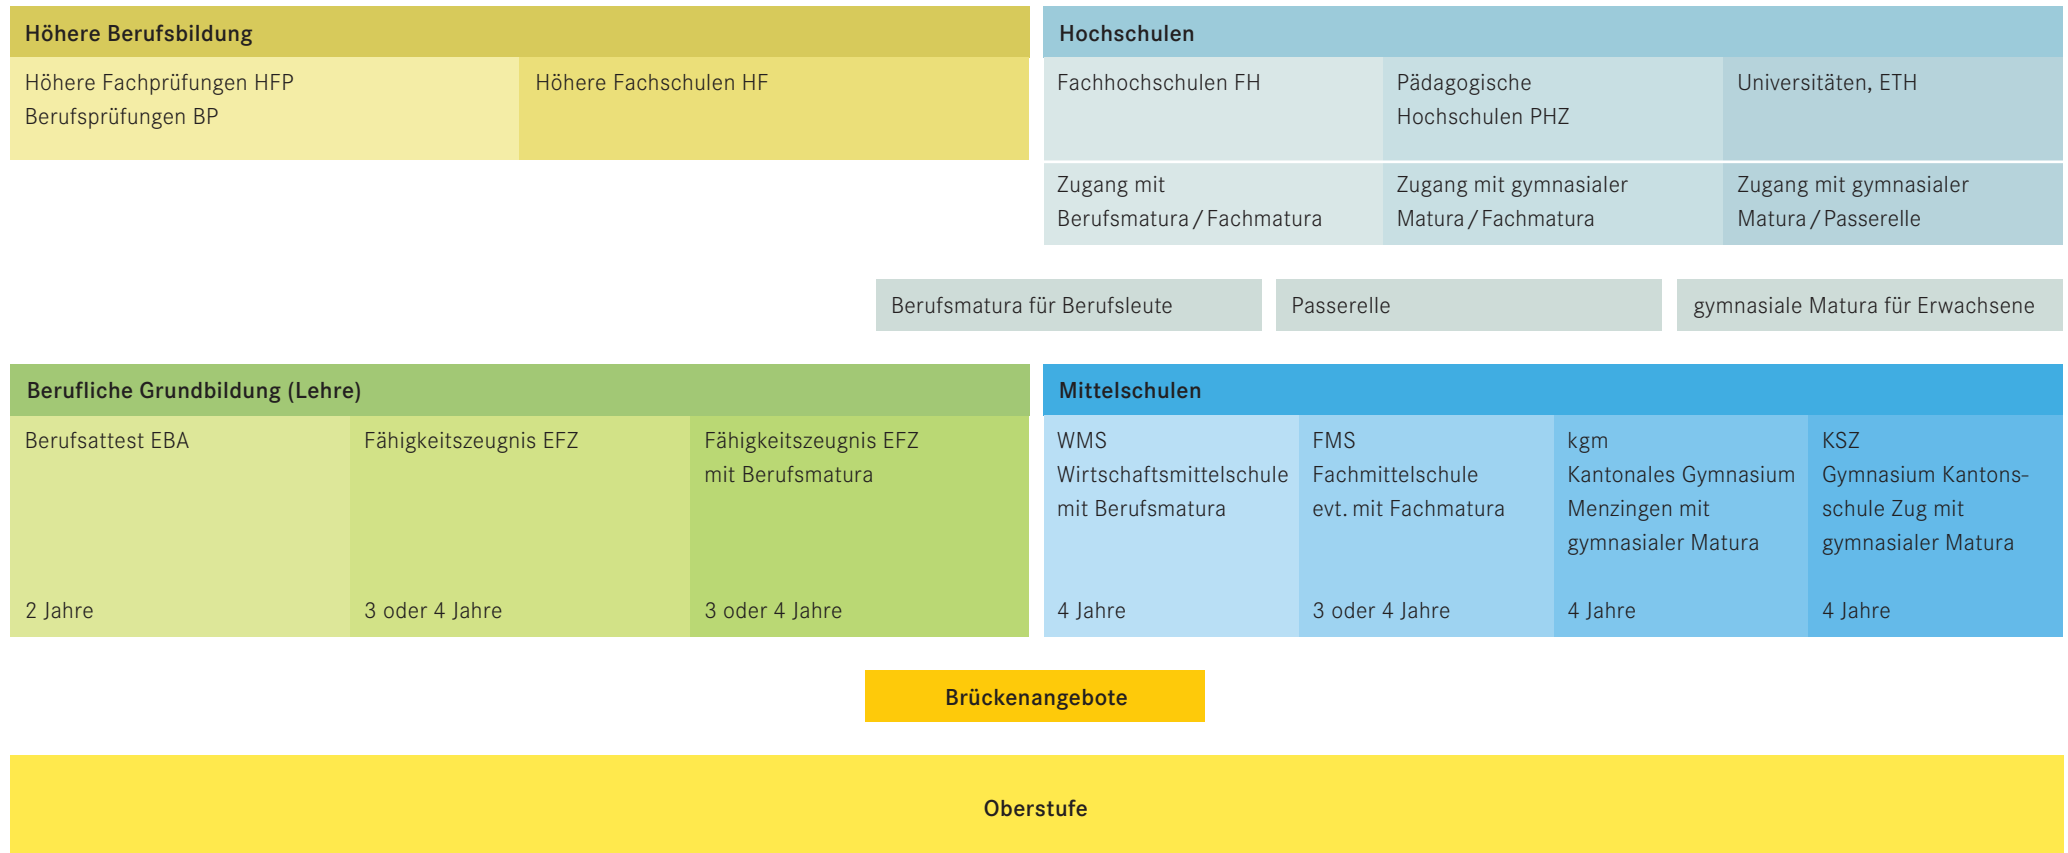 Höhere Berufsbildung
Höhere Fachprüfungen HFP
Berufsprüfungen BP
Höhere Fachschulen HF
Hochschulen
Fachhochschulen FH
Pädagogische
Hochschulen PHZ
Universitäten, ETH
Zugang mit
Berufsmatura / Fachmatura
Zugang mit gymnasialer
Matura / Fachmatura
Zugang mit gymnasialer
Matura / Passerelle
Berufsmatura für Berufsleute
Passerelle
gymnasiale Matura für Erwachsene
Berufliche Grundbildung (Lehre)
Berufsattest EBA
2 Jahre
Fähigkeitszeugnis EFZ
3 oder 4 Jahre
Fähigkeitszeugnis EFZ
mit Berufsmatura
3 oder 4 Jahre
Mittelschulen
WMS
Wirtschaftsmittelschule
mit Berufsmatura
4 Jahre
FMS
Fachmittelschule
evt. mit Fachmatura
3 oder 4 Jahre
kgm
Kantonales Gymnasium
Menzingen mit
gymnasialer Matura
4 Jahre
KSZ
Gymnasium Kantons-
schule Zug mit
gymnasialer Matura
4 Jahre
Brückenangebote
Oberstufe